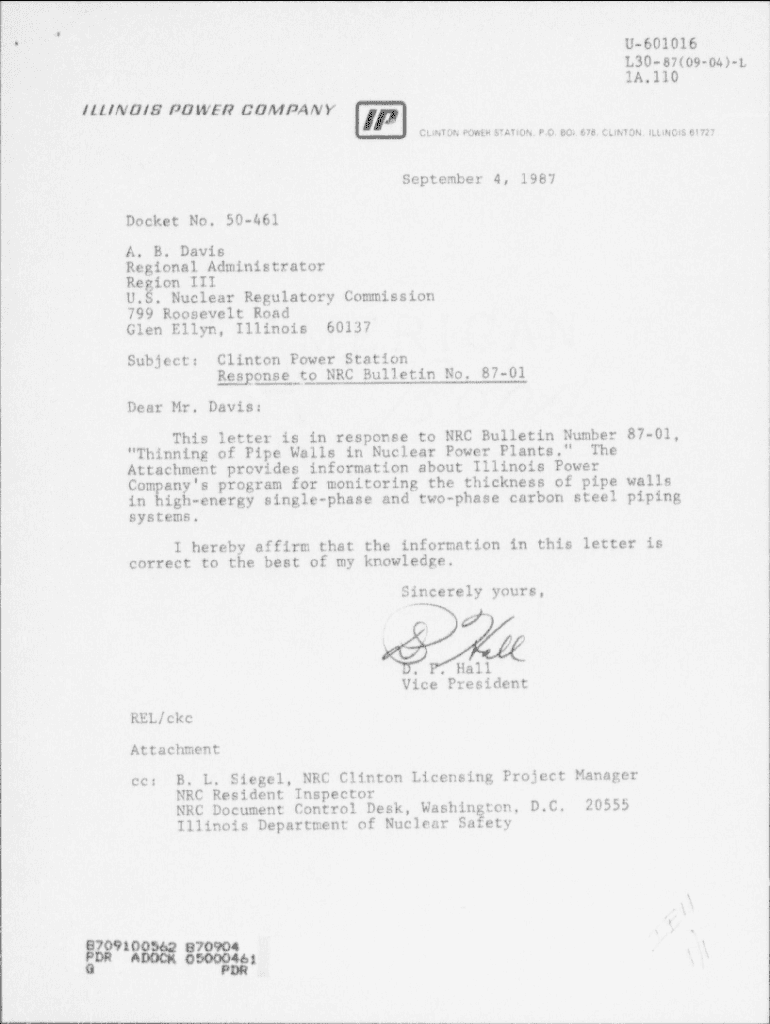 U-601016
L30-87(09-04)-L
1A.110
ILLINOIS POWER COMPANY
IP
CLINTON POWER STATION, P.O. BOX 678, CLINTON, ILLINOIS 61727
September 4, 1987
Docket No. 50-461
A. B. Davis
Regional Administrator
Region III
U.S. Nuclear Regulatory Commission
799 Roosevelt Road
Glen Ellyn, Illinois 60137
Subject: Clinton Power Station
Response to NRC Bulletin No. 87-01
Dear Mr. Davis:
This letter is in response to NRC Bulletin Number 87-01,
"Thinning of Pipe Walls in Nuclear Power Plants." The
Attachment provides information about Illinois Power
Company's program for monitoring the thickness of pipe walls
in high-energy single-phase and two-phase carbon steel piping
systems.
I hereby affirm that the information in this letter is
correct to the best of my knowledge.
Sincerely yours,
D Hall
D. P. Hall
Vice President
REL/ckc
Attachment
cc: B. L. Siegel, NRC Clinton Licensing Project Manager
NRC Resident Inspector
NRC Document Control Desk, Washington, D.C. 20555
Illinois Department of Nuclear Safety
8709100562 870904
PDR ADOCK 05000461
G PDR